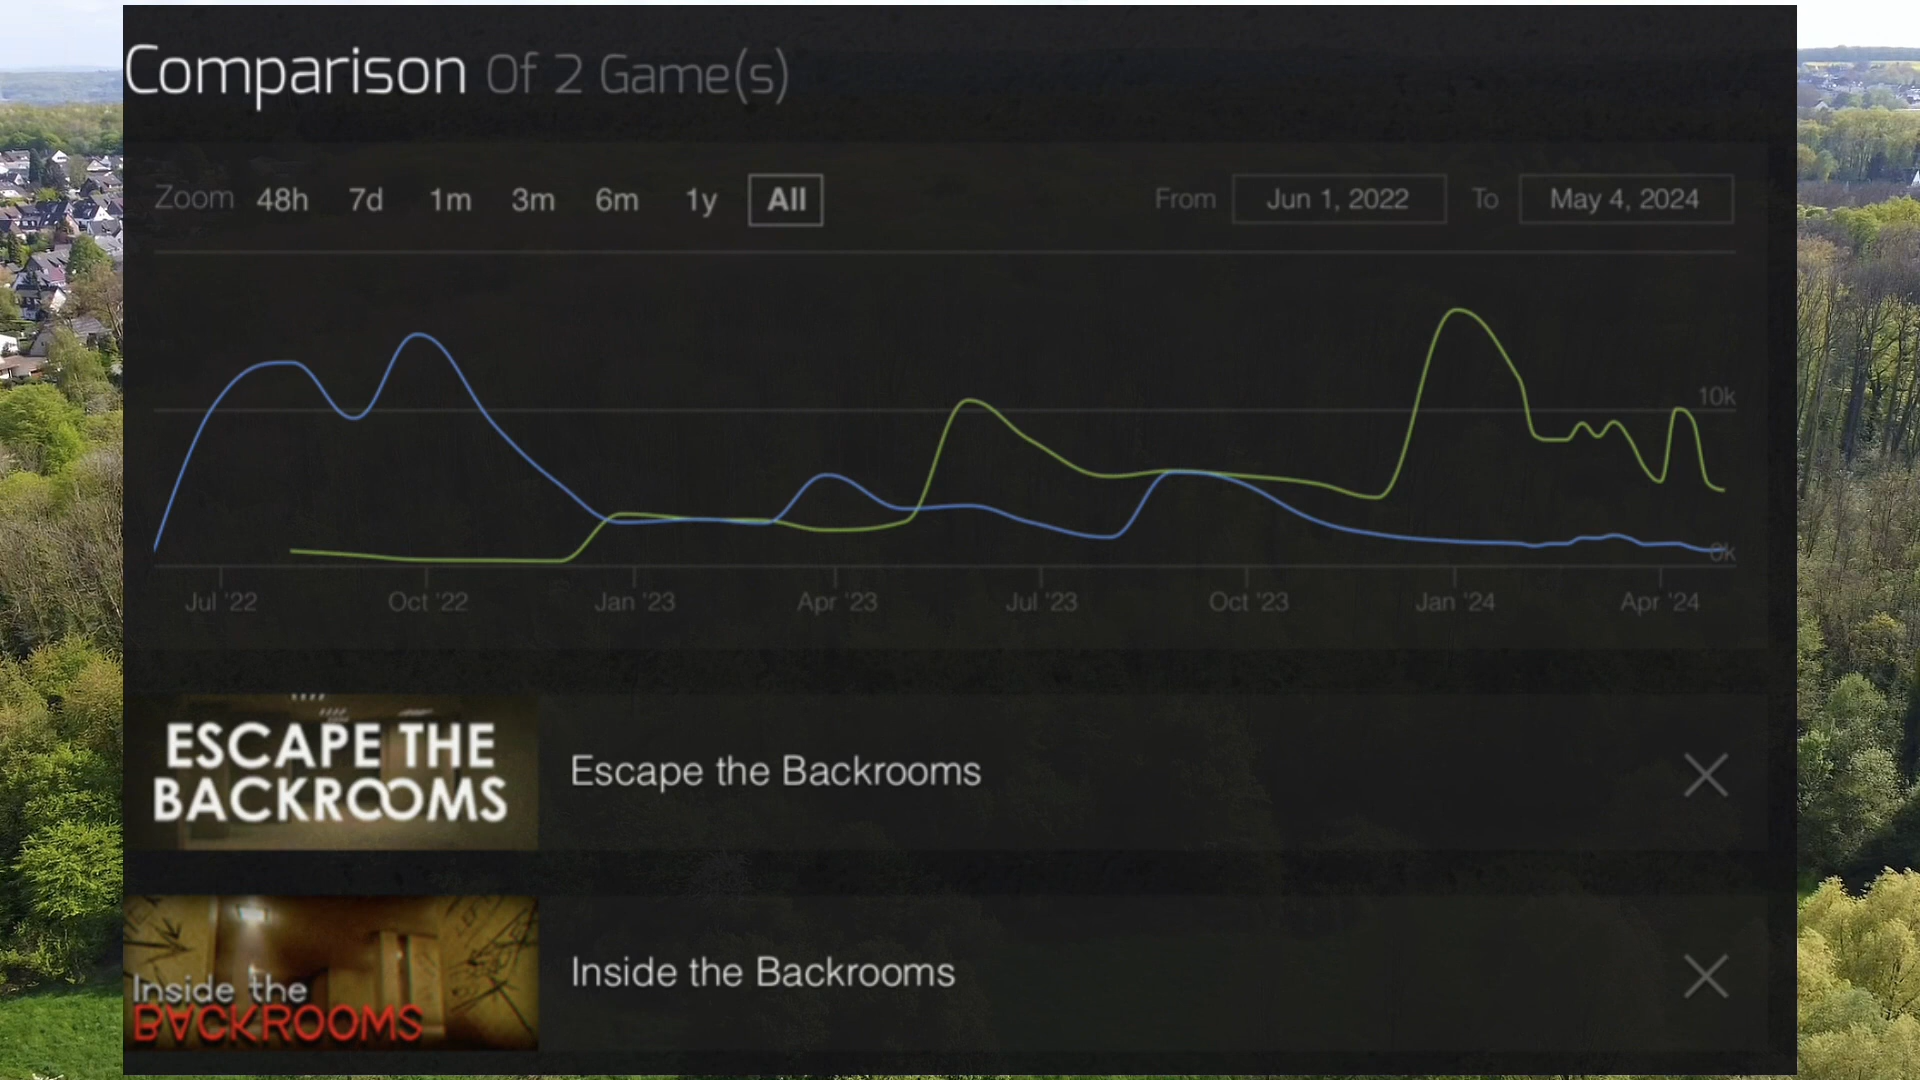 Comparison Of 2 Game(s)
Zoom 48h 7d 1m 3m 6m 1y All From Jun 1, 2022 To May 4, 2024
10k
0k
Jul '22 Oct '22 Jan '23 Apr '23 Jul '23 Oct '23 Jan '24 Apr '24
ESCAPE THE
BACKROOMS
Escape the Backrooms
Inside the
BACKROOMS
Inside the Backrooms